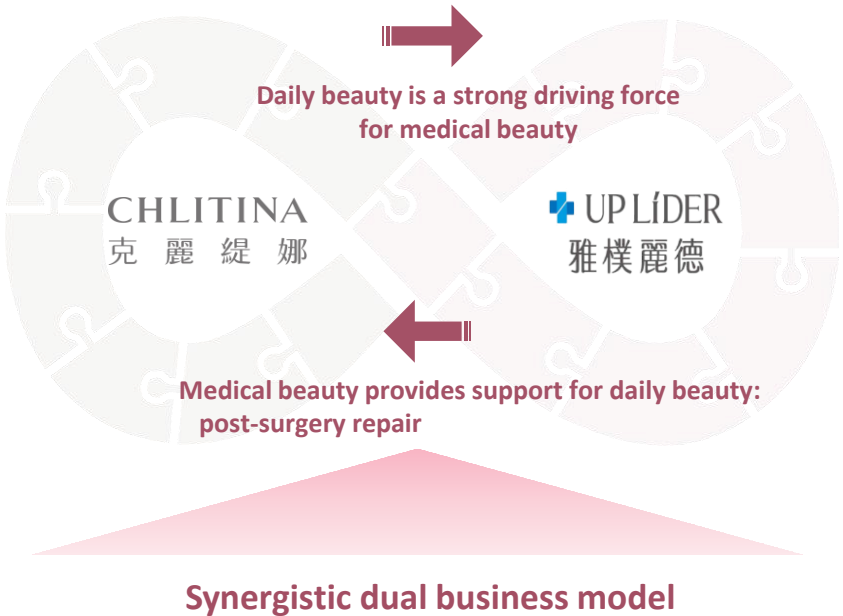 Daily beauty is a strong driving force
for medical beauty
CHLITINA
克麗緹娜
UP LÍDER
雅樸麗德
Medical beauty provides support for daily beauty:
post-surgery repair
Synergistic dual business model